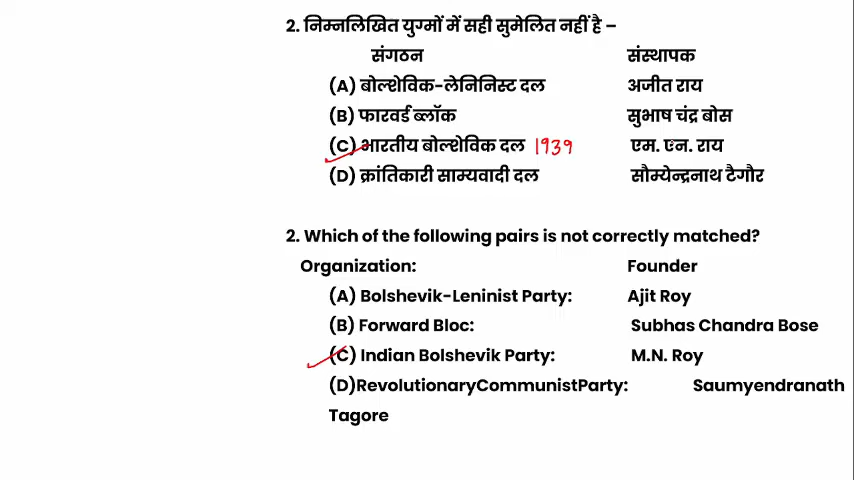 2. निम्नलिखित युग्मों में सही सुमेलित नहीं है –
संगठन संस्थापक
(A) बोल्शेविक-लेनिनिस्ट दल अजीत राय
(B) फारवर्ड ब्लॉक सुभाष चंद्र बोस
(C) भारतीय बोल्शेविक दल 1939 एम. एन. राय
(D) क्रांतिकारी साम्यवादी दल सौम्येन्द्रनाथ टैगौर
2. Which of the following pairs is not correctly matched?
Organization: Founder
(A) Bolshevik-Leninist Party: Ajit Roy
(B) Forward Bloc: Subhas Chandra Bose
(C) Indian Bolshevik Party: M.N. Roy
(D)RevolutionaryCommunistParty: Saumyendranath
Tagore